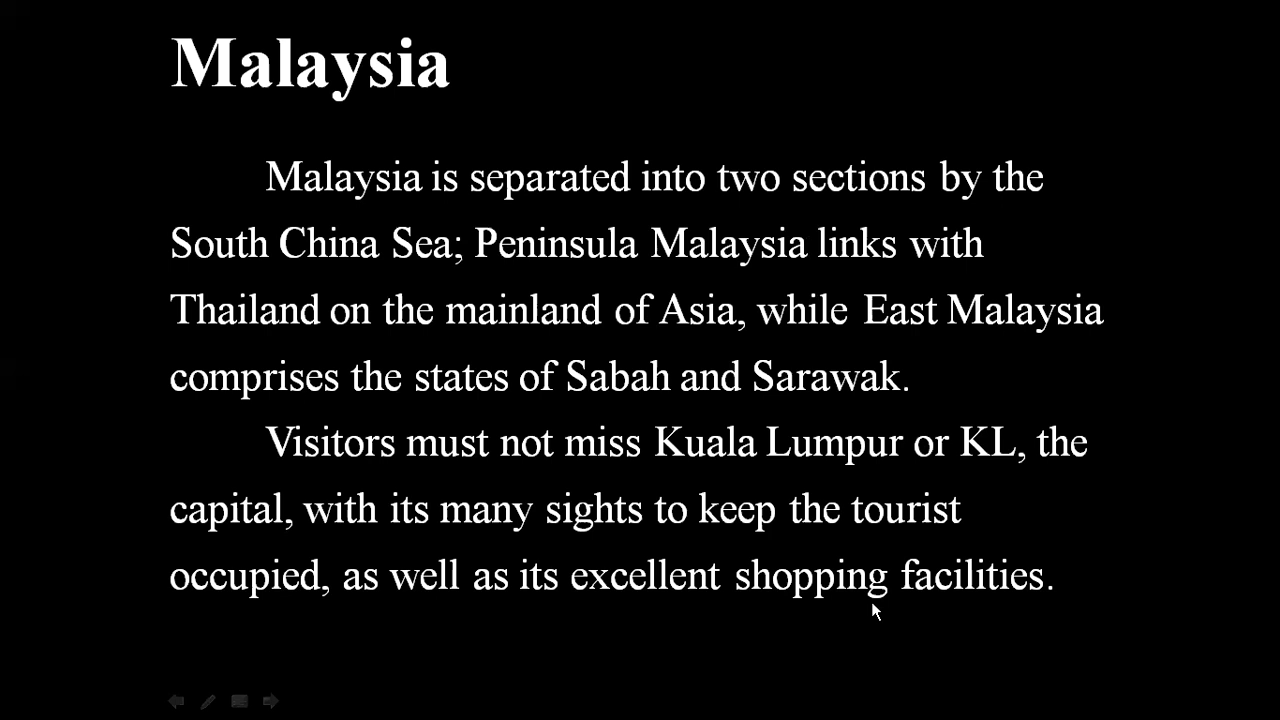 Malaysia
Malaysia is separated into two sections by the
South China Sea; Peninsula Malaysia links with
Thailand on the mainland of Asia, while East Malaysia
comprises the states of Sabah and Sarawak.
Visitors must not miss Kuala Lumpur or KL, the
capital, with its many sights to keep the tourist
occupied, as well as its excellent shopping facilities.